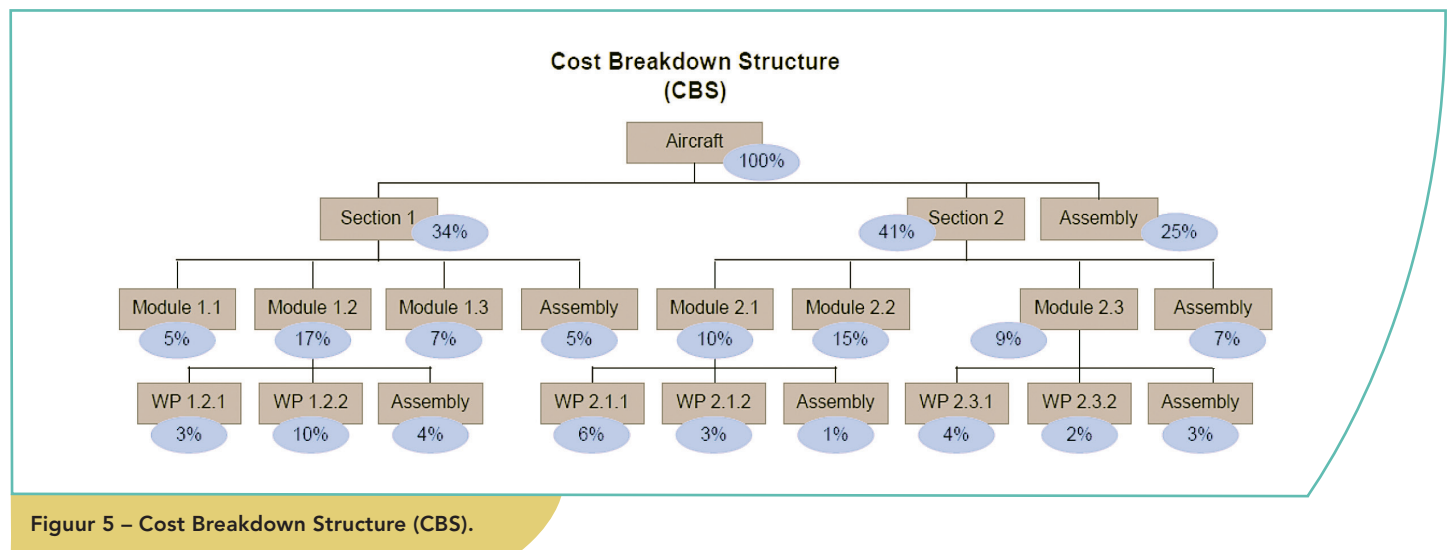 Cost Breakdown Structure
(CBS)
Aircraft
100%
Section 1
34%
41%
Section 2
Assembly
25%
Module 1.1
5%
Module 1.2
17%
Module 1.3
7%
Assembly
5%
Module 2.1
10%
Module 2.2
15%
Module 2.3
9%
Assembly
7%
WP 1.2.1
3%
WP 1.2.2
10%
Assembly
4%
WP 2.1.1
6%
WP 2.1.2
3%
Assembly
1%
WP 2.3.1
4%
WP 2.3.2
2%
Assembly
3%
Figuur 5 – Cost Breakdown Structure (CBS).